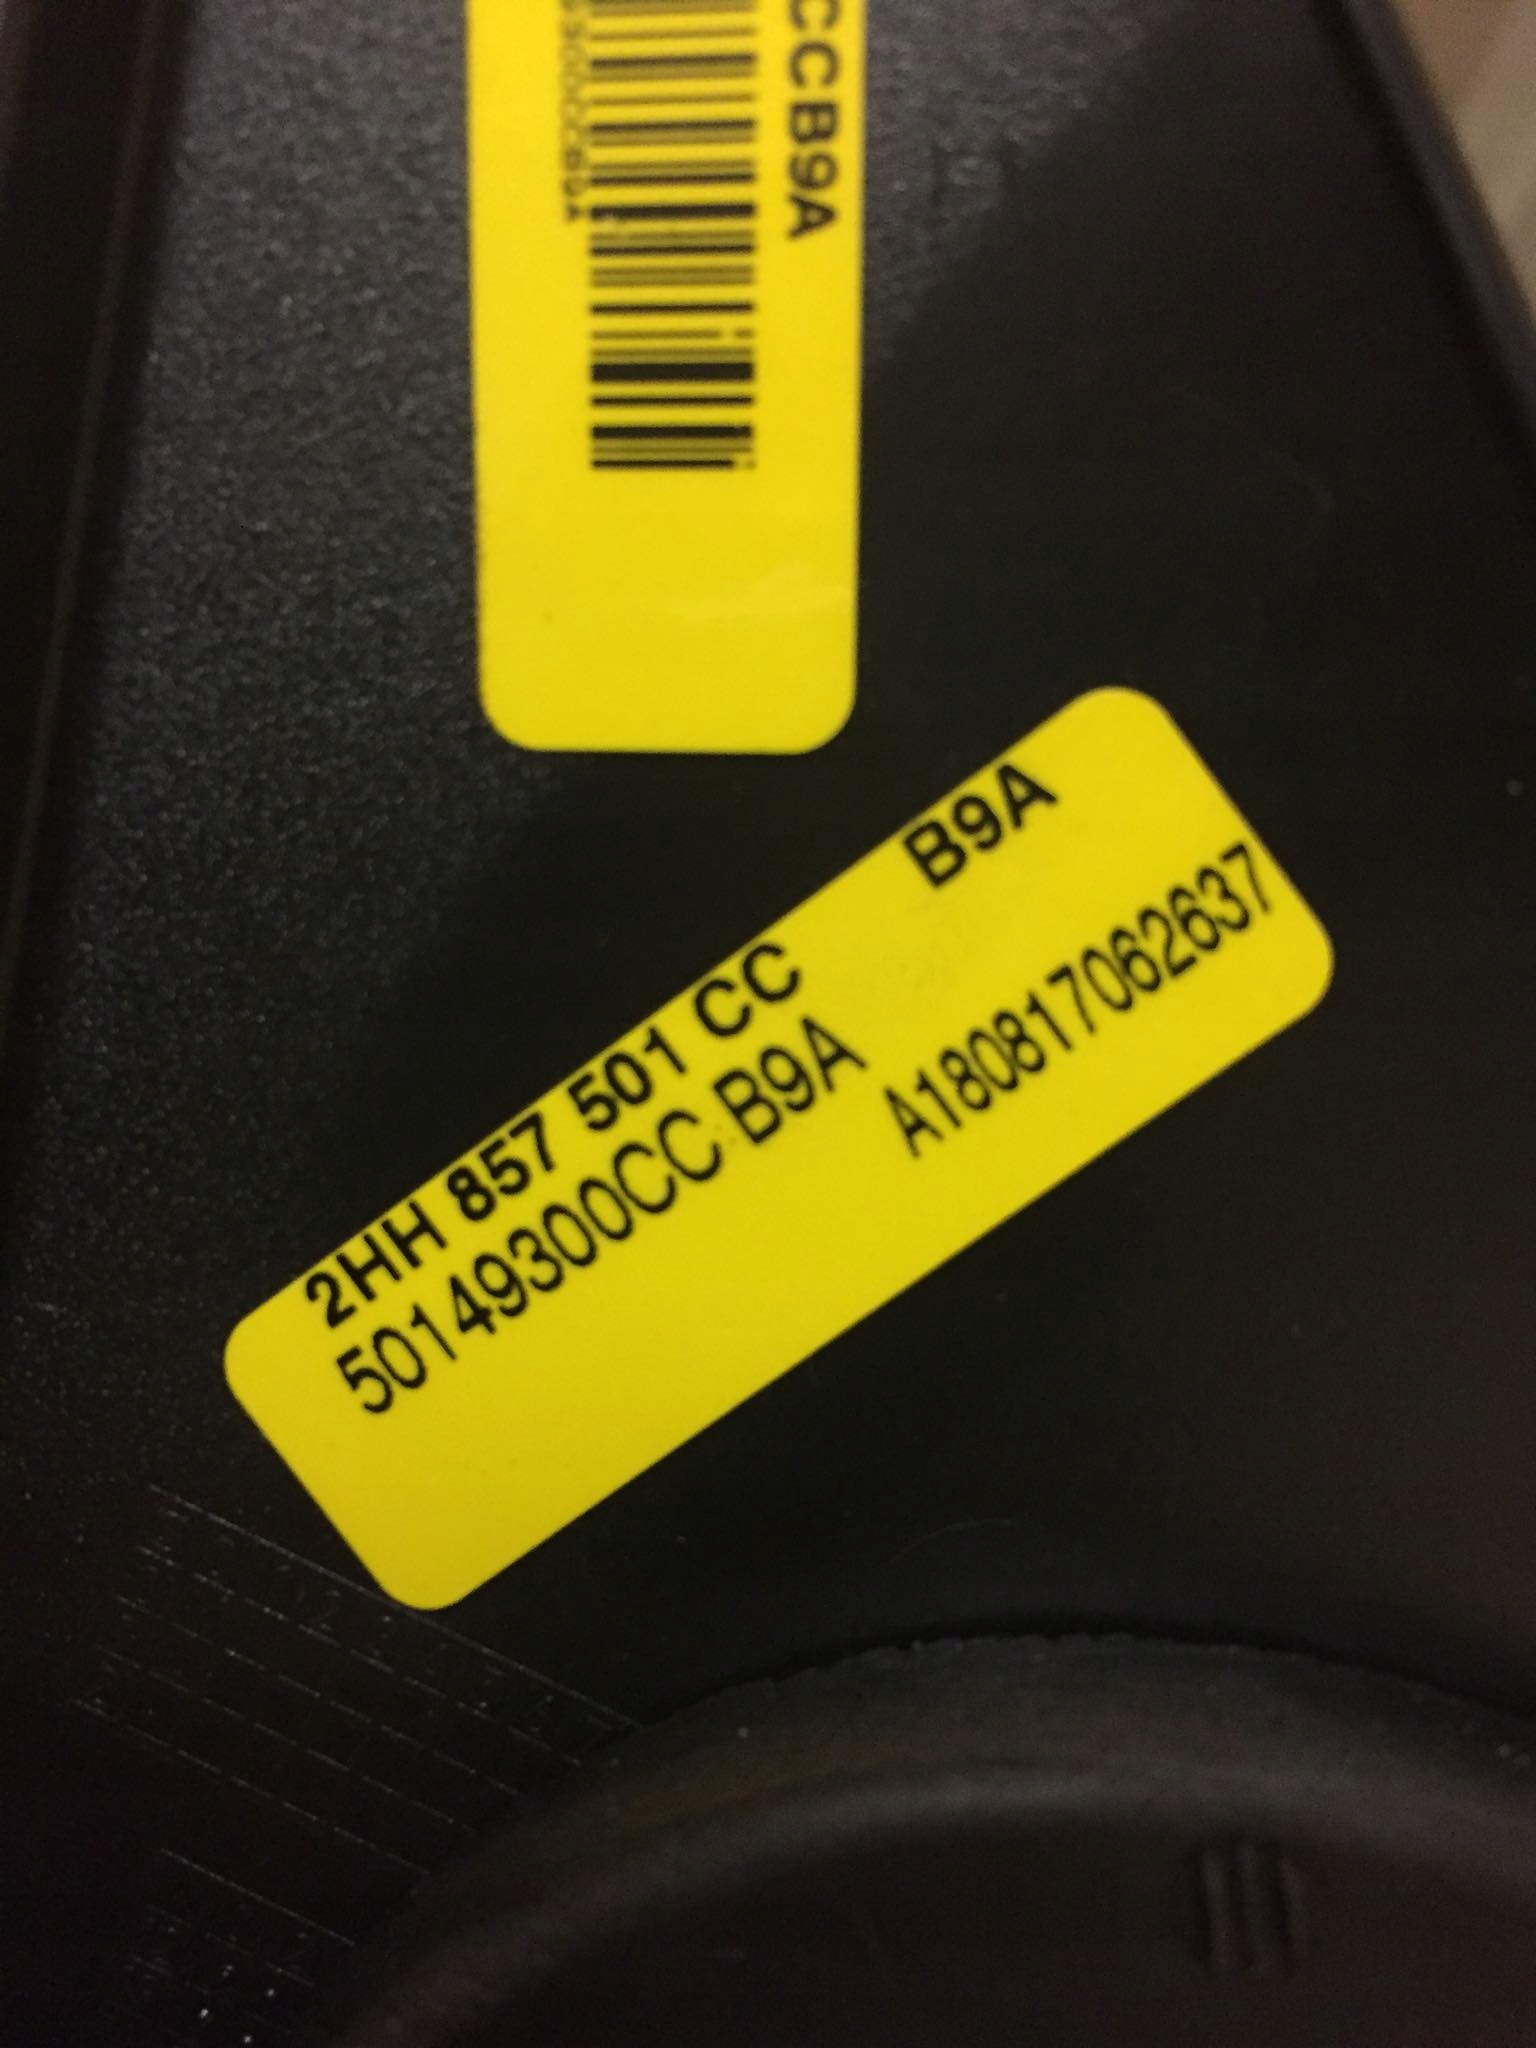 CCB9A
2HH 857 501 CC B9A
50149300CC B9A
A180817062637